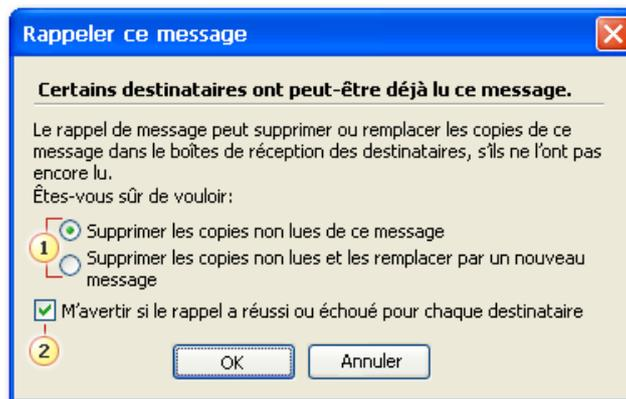 Rappeler ce message
Certains destinataires ont peut-être déjà lu ce message.
Le rappel de message peut supprimer ou remplacer les copies de ce
message dans le boîtes de réception des destinataires, s'ils ne l'ont pas
encore lu.
Êtes-vous sûr de vouloir:
1
Supprimer les copies non lues de ce message
Supprimer les copies non lues et les remplacer par un nouveau
message
M'avertir si le rappel a réussi ou échoué pour chaque destinataire
2
OK
Annuler